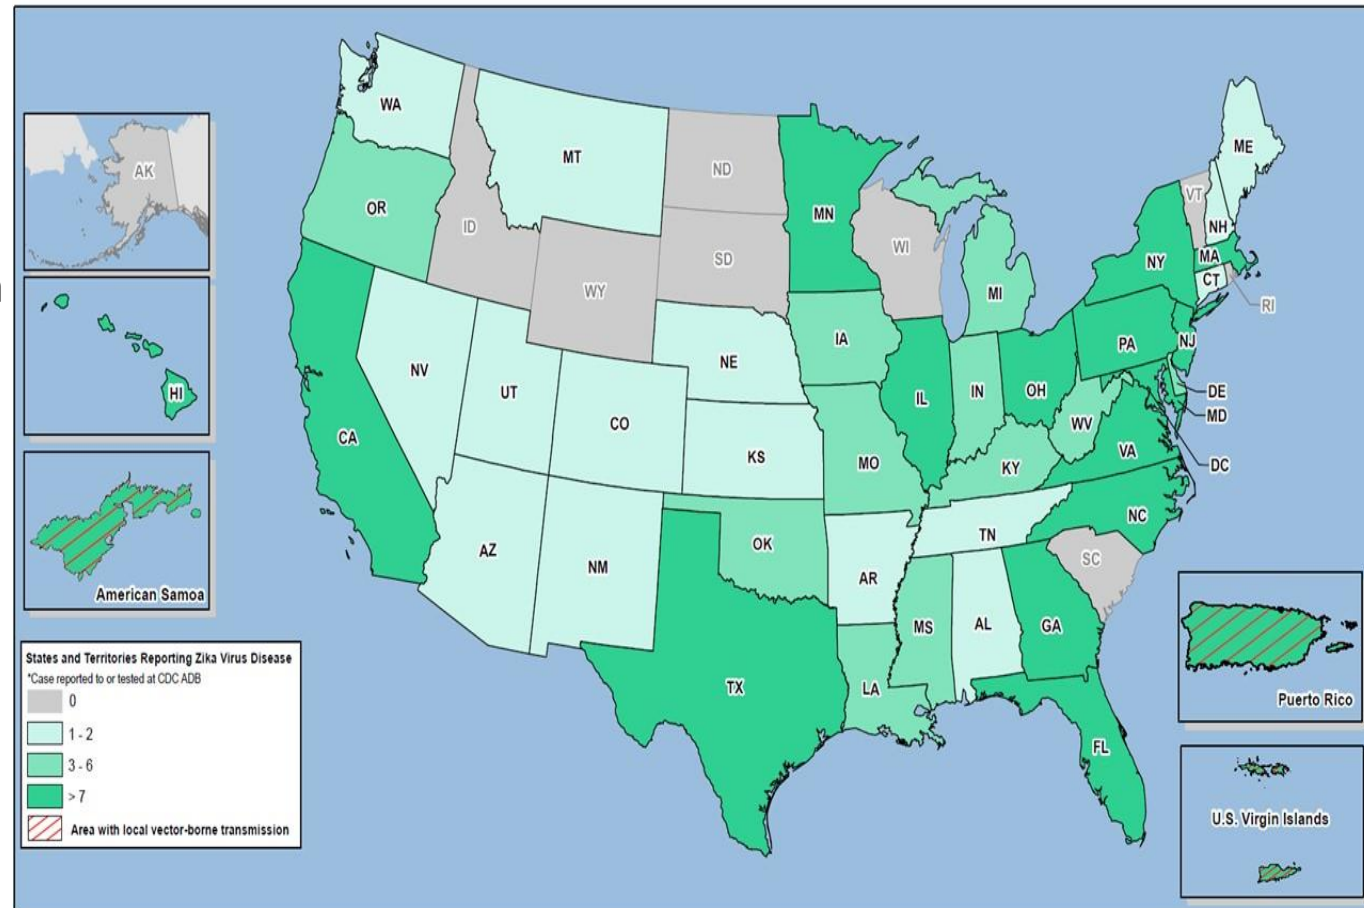 WA
MT
ND
MN
ME
VT
AK
OR
ID
SD
WI
NH
NY
MA
WY
MI
CT
RI
IA
PA
NJ
NE
HI
NV
UT
IL
IN
OH
DE
CA
CO
WV
MD
KS
MO
KY
VA
DC
NC
TN
AZ
OK
NM
AR
SC
American Samoa
MS
AL
GA
States and Territories Reporting Zika Virus Disease
*Case reported to or tested at CDC ADB
0
1 - 2
3 - 6
> 7
Area with local vector-borne transmission
TX
LA
Puerto Rico
FL
U.S. Virgin Islands